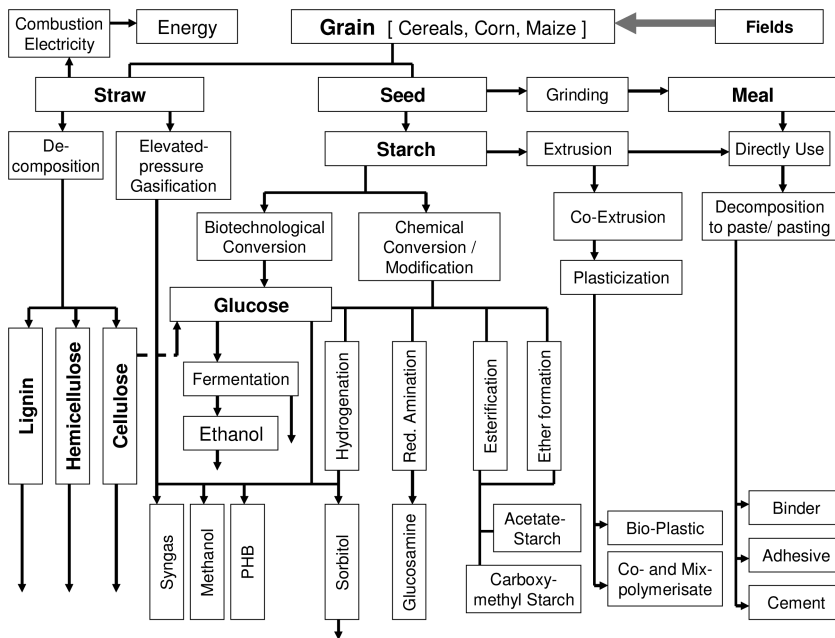 Combustion
Electricity
Energy
Grain [ Cereals, Corn, Maize ]
Fields
Straw
Seed
Grinding
Meal
De-
composition
Elevated-
pressure
Gasification
Starch
Extrusion
Directly Use
Biotechnological
Conversion
Chemical
Conversion /
Modification
Co-Extrusion
Decomposition
to paste/ pasting
Plasticization
Glucose
Lignin
Hemicellulose
Cellulose
Fermentation
Ethanol
Hydrogenation
Red. Amination
Esterification
Ether formation
Syngas
Methanol
PHB
Sorbitol
Glucosamine
Acetate-
Starch
Carboxy-
methyl Starch
Bio-Plastic
Co- and Mix-
polymerisate
Binder
Adhesive
Cement